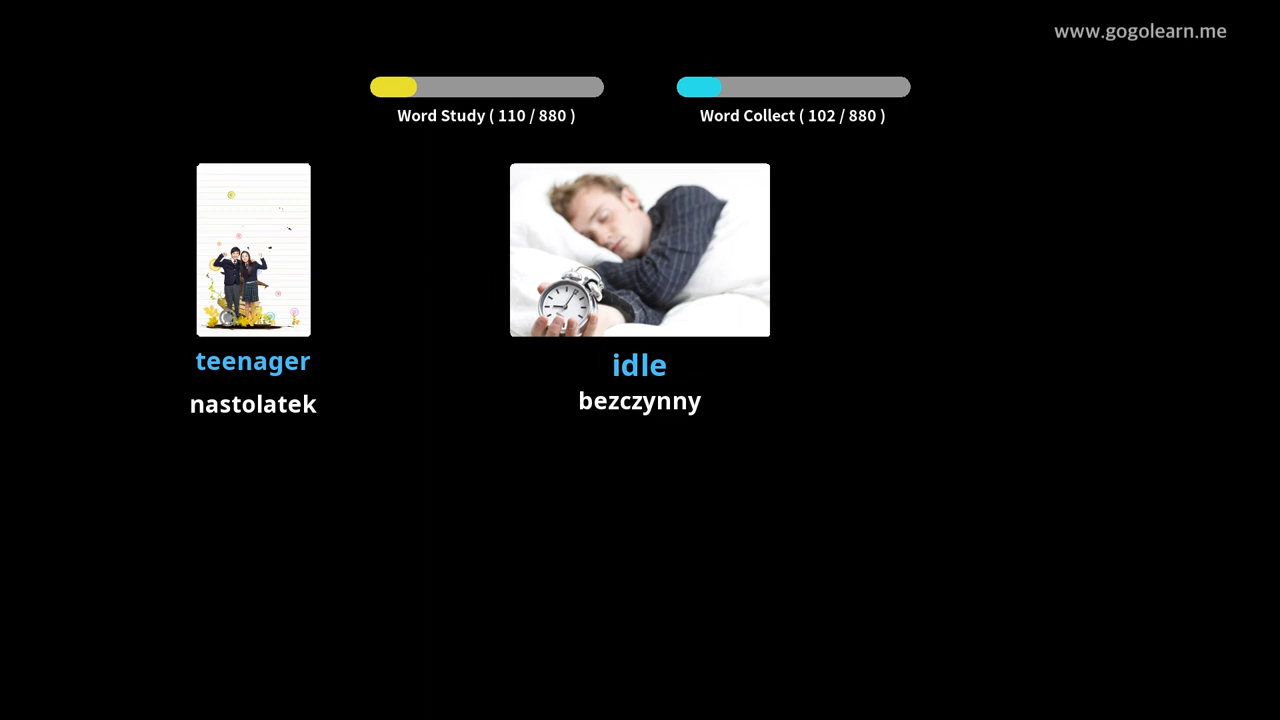 www.gogolearn.me
Word Study ( 110 / 880 )
Word Collect ( 102 / 880 )
teenager
nastolatek
idle
bezczynny